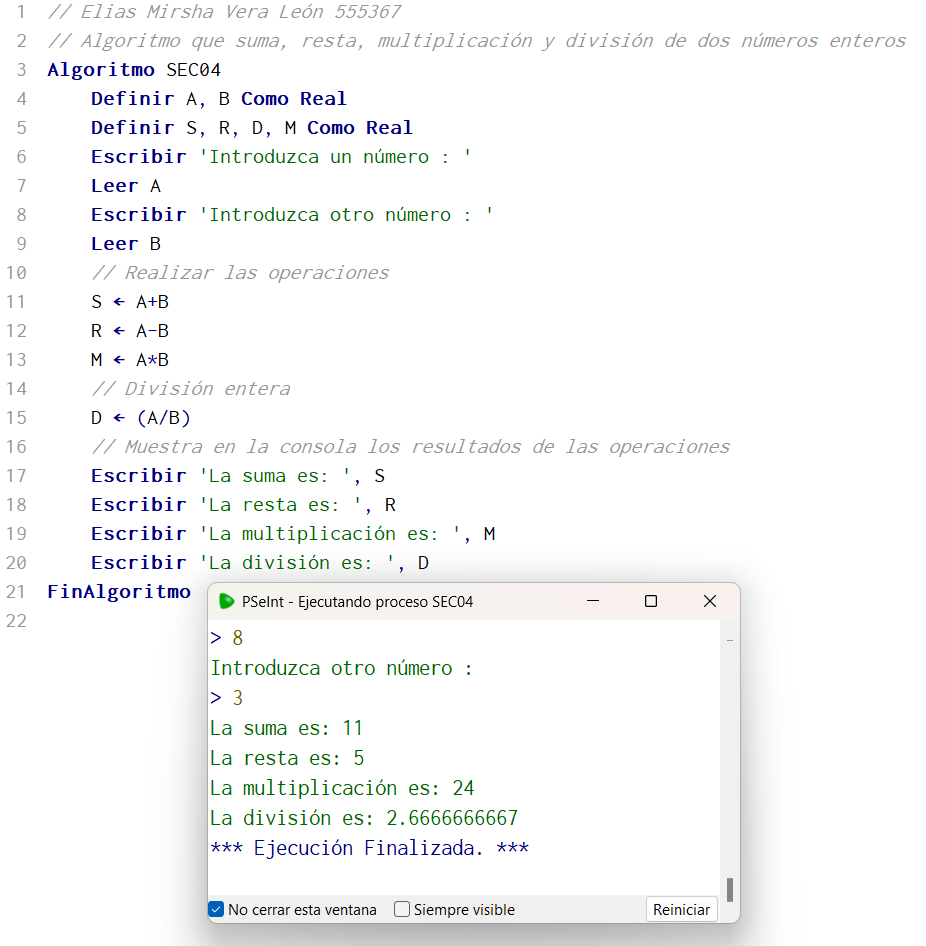 1 // Elias Mirsha Vera León 555367
2 // Algoritmo que suma, resta, multiplicación y división de dos números enteros
3 Algoritmo SEC04
4 Definir A, B Como Real
5 Definir S, R, D, M Como Real
6 Escribir 'Introduzca un número : '
7 Leer A
8 Escribir 'Introduzca otro número : '
9 Leer B
10 // Realizar las operaciones
11 S ← A+B
12 R ← A-B
13 M ← A*B
14 // División entera
15 D ← (A/B)
16 // Muestra en la consola los resultados de las operaciones
17 Escribir 'La suma es: ', S
18 Escribir 'La resta es: ', R
19 Escribir 'La multiplicación es: ', M
20 Escribir 'La división es: ', D
21 FinAlgoritmo
22
PSeInt - Ejecutando proceso SEC04
> 8
Introduzca otro número :
> 3
La suma es: 11
La resta es: 5
La multiplicación es: 24
La división es: 2.6666666667
*** Ejecución Finalizada. ***
No cerrar esta ventana Siempre visible Reiniciar